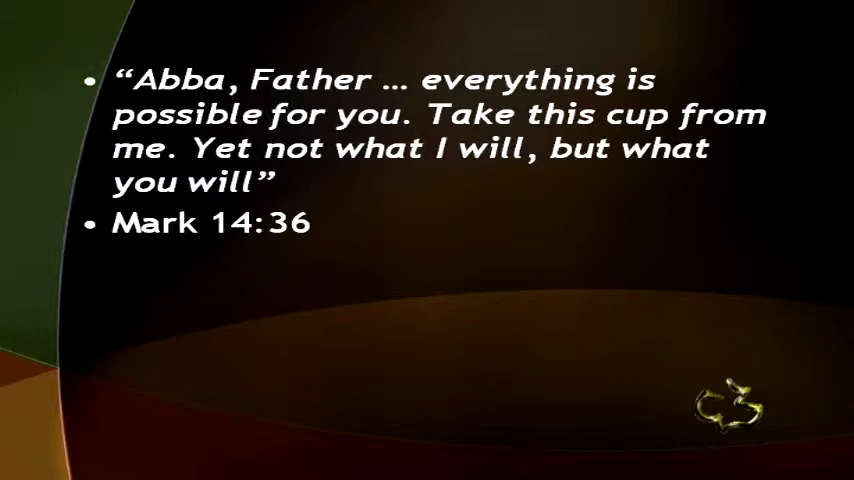 • “Abba, Father … everything is
possible for you. Take this cup from
me. Yet not what I will, but what
you will”
• Mark 14:36
C3